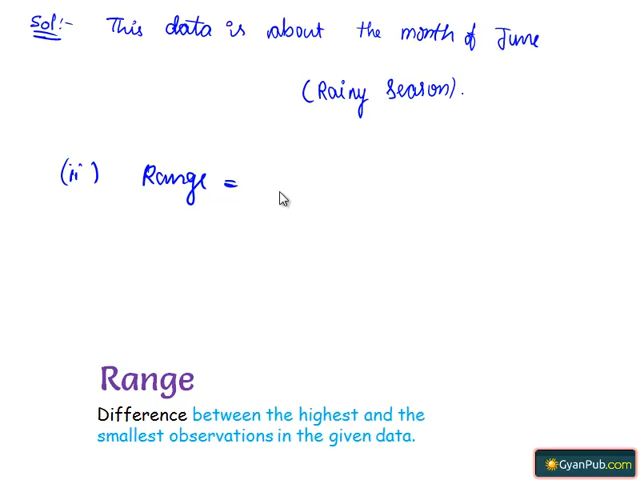 Sol:- This data is about the month of June
(Rainy Season).
(ii) Range =
Range
Difference between the highest and the
smallest observations in the given data.
GyanPub.com